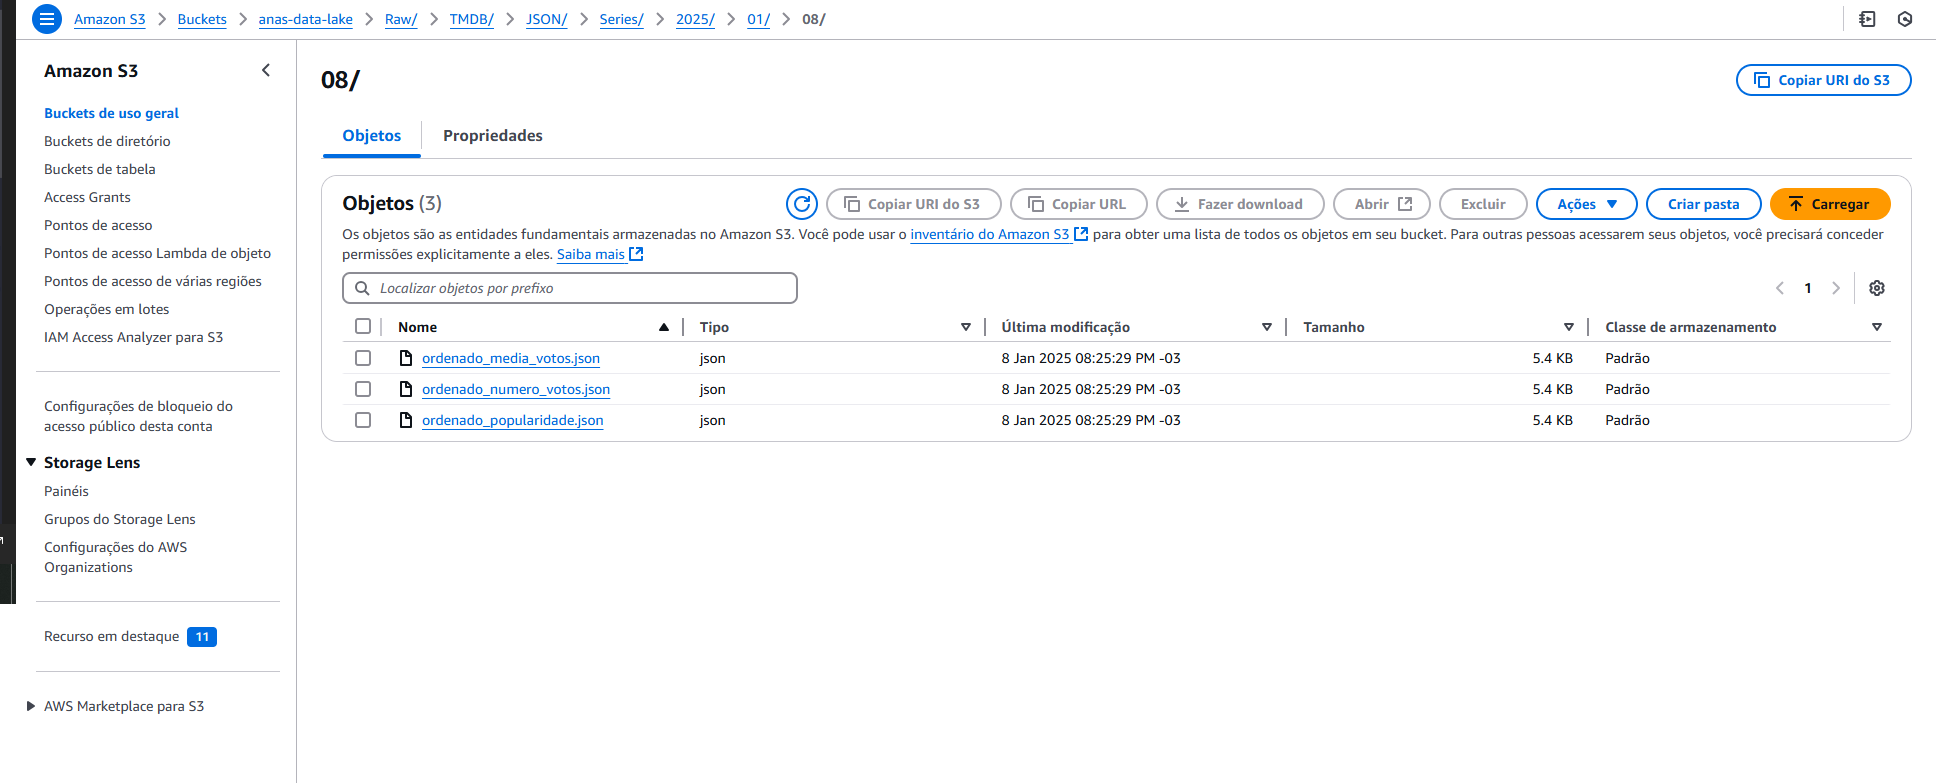 Amazon S3 > Buckets > anas-data-lake > Raw/ > TMDB/ > JSON/ > Series/ > 2025/ > 01/ > 08/
Amazon S3
Buckets de uso geral
Buckets de diretório
Buckets de tabela
Access Grants
Pontos de acesso
Pontos de acesso Lambda de objeto
Pontos de acesso de várias regiões
Operações em lotes
IAM Access Analyzer para S3
Configurações de bloqueio do
acesso público desta conta
Storage Lens
Painéis
Grupos do Storage Lens
Configurações do AWS
Organizations
Recurso em destaque 11
AWS Marketplace para S3
08/
Copiar URI do S3
Objetos Propriedades
Objetos (3)
Copiar URI do S3 Copiar URL Fazer download Abrir Excluir Ações Criar pasta Carregar
Os objetos são as entidades fundamentais armazenadas no Amazon S3. Você pode usar o inventário do Amazon S3 para obter uma lista de todos os objetos em seu bucket. Para outras pessoas acessarem seus objetos, você precisará conceder
permissões explicitamente a eles. Saiba mais
Localizar objetos por prefixo
1
Nome Tipo Última modificação Tamanho Classe de armazenamento
ordenado_media_votos.json json 8 Jan 2025 08:25:29 PM -03 5.4 KB Padrão
ordenado_numero_votos.json json 8 Jan 2025 08:25:29 PM -03 5.4 KB Padrão
ordenado_popularidade.json json 8 Jan 2025 08:25:29 PM -03 5.4 KB Padrão